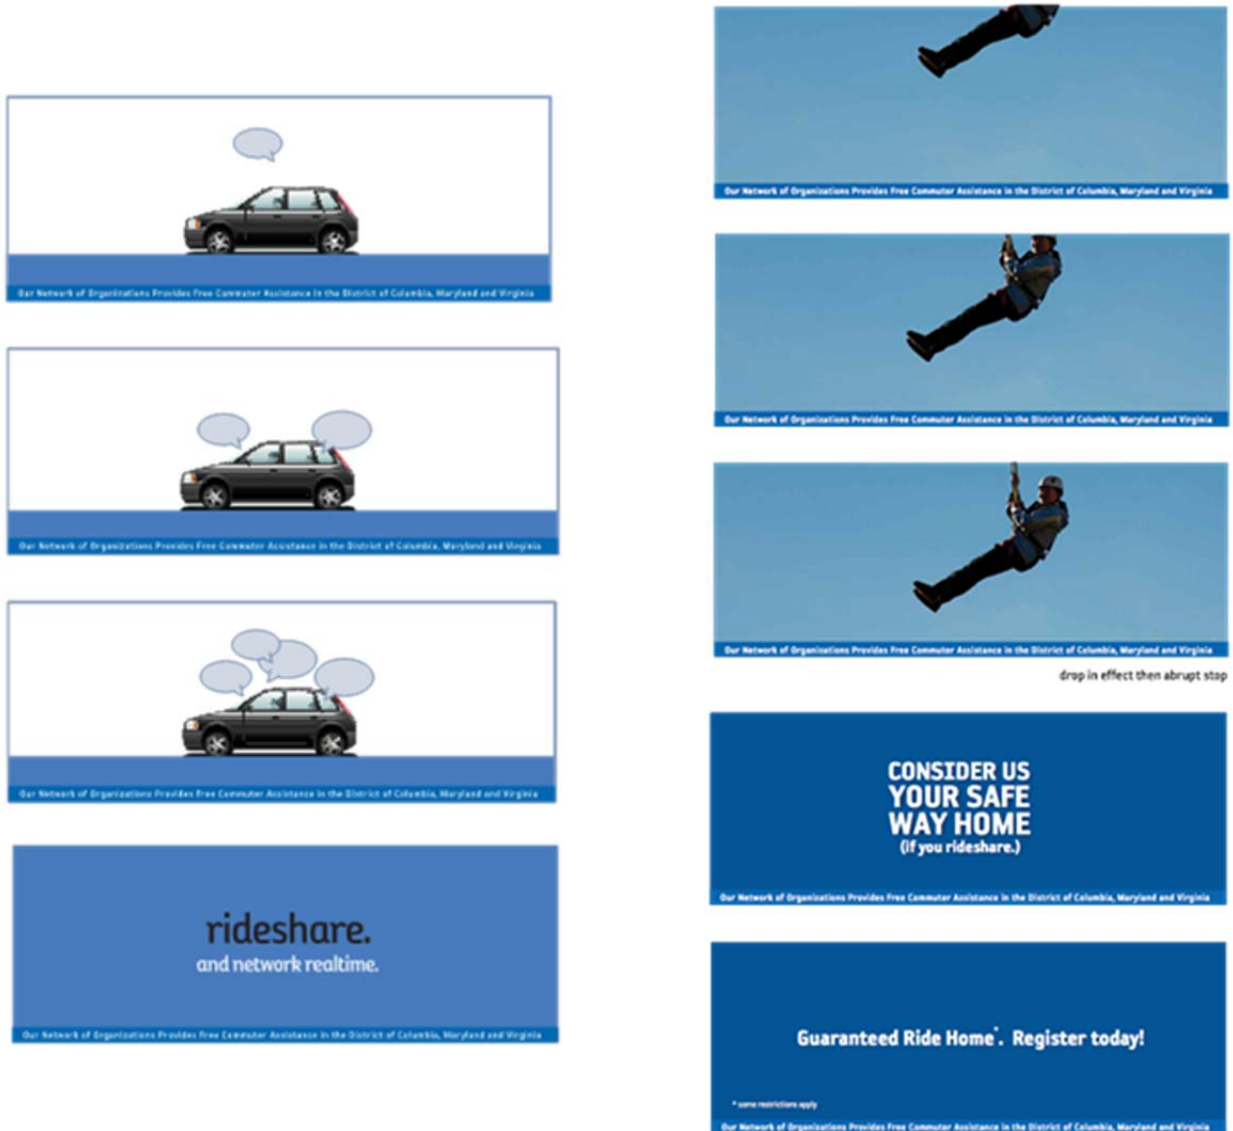 Our Network of Organizations Provides Free Commuter Assistance in the District of Columbia, Maryland and Virginia
Our Network of Organizations Provides Free Commuter Assistance in the District of Columbia, Maryland and Virginia
Our Network of Organizations Provides Free Commuter Assistance in the District of Columbia, Maryland and Virginia
rideshare.
and network realtime.
Our Network of Organizations Provides Free Commuter Assistance in the District of Columbia, Maryland and Virginia
Our Network of Organizations Provides Free Commuter Assistance in the District of Columbia, Maryland and Virginia
Our Network of Organizations Provides Free Commuter Assistance in the District of Columbia, Maryland and Virginia
Our Network of Organizations Provides Free Commuter Assistance in the District of Columbia, Maryland and Virginia
drop in effect then abrupt stop
CONSIDER US
YOUR SAFE
WAY HOME
(if you rideshare.)
Our Network of Organizations Provides Free Commuter Assistance in the District of Columbia, Maryland and Virginia
Guaranteed Ride Home*. Register today!
* some restrictions apply
Our Network of Organizations Provides Free Commuter Assistance in the District of Columbia, Maryland and Virginia